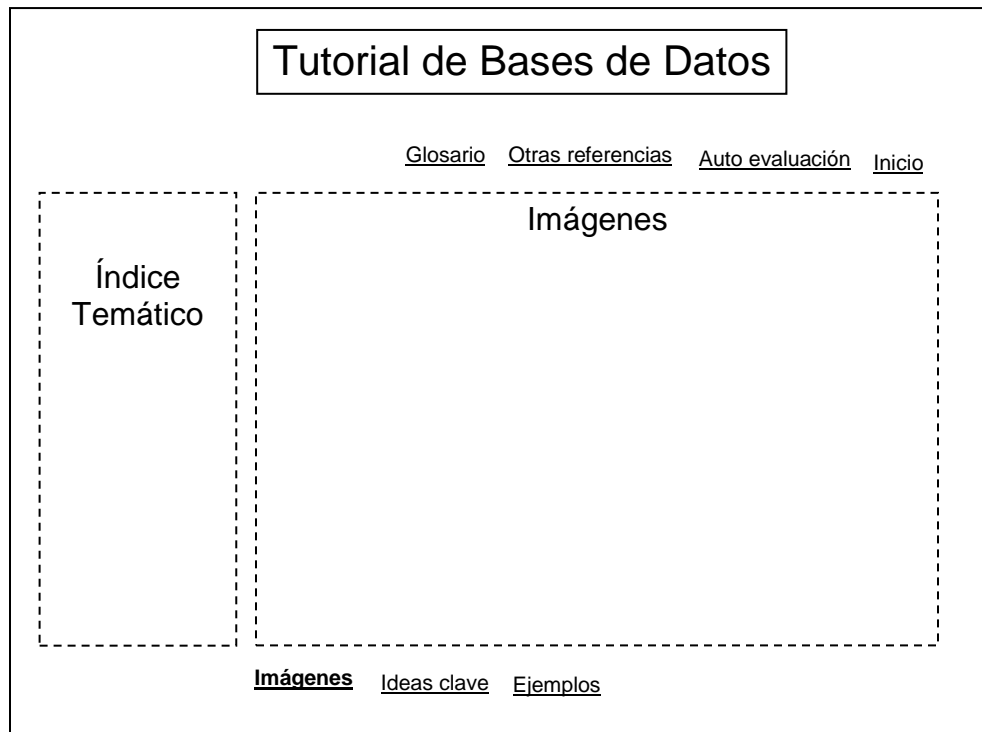 Tutorial de Bases de Datos
Glosario Otras referencias Auto evaluación Inicio
Índice
Temático
Imágenes
Imágenes Ideas clave Ejemplos